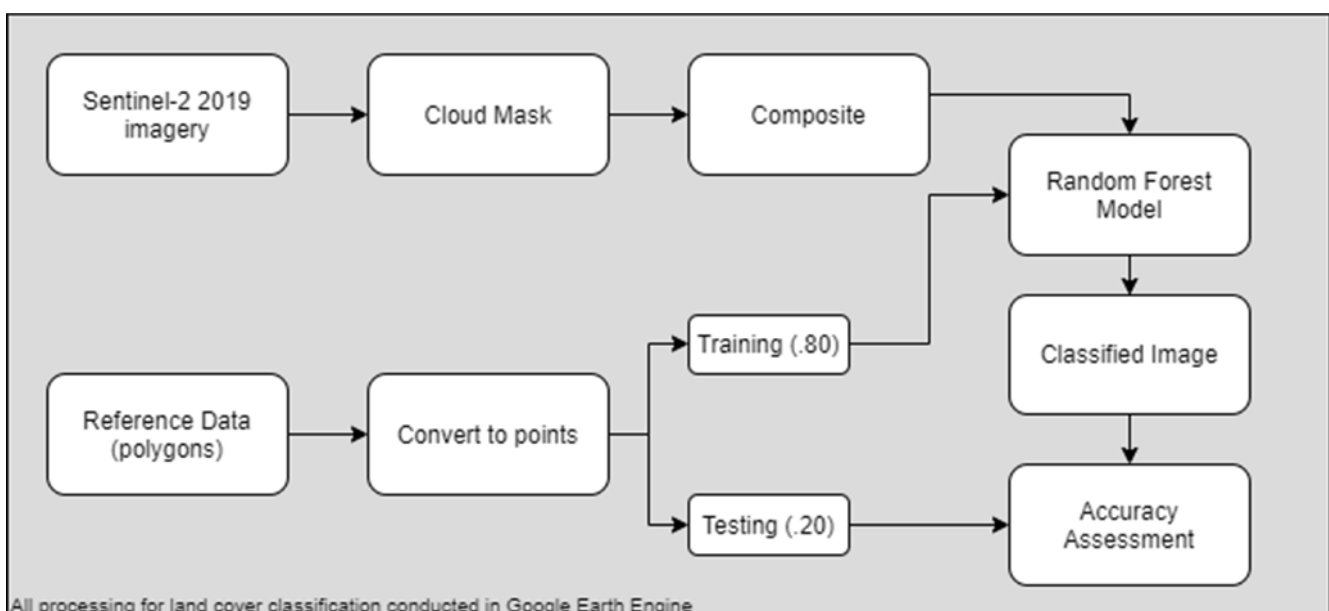 Sentinel-2 2019
imagery
Cloud Mask
Composite
Random Forest
Model
Training (.80)
Classified Image
Reference Data
(polygons)
Convert to points
Testing (.20)
Accuracy
Assessment
All processing for land cover classification conducted in Google Earth Engine